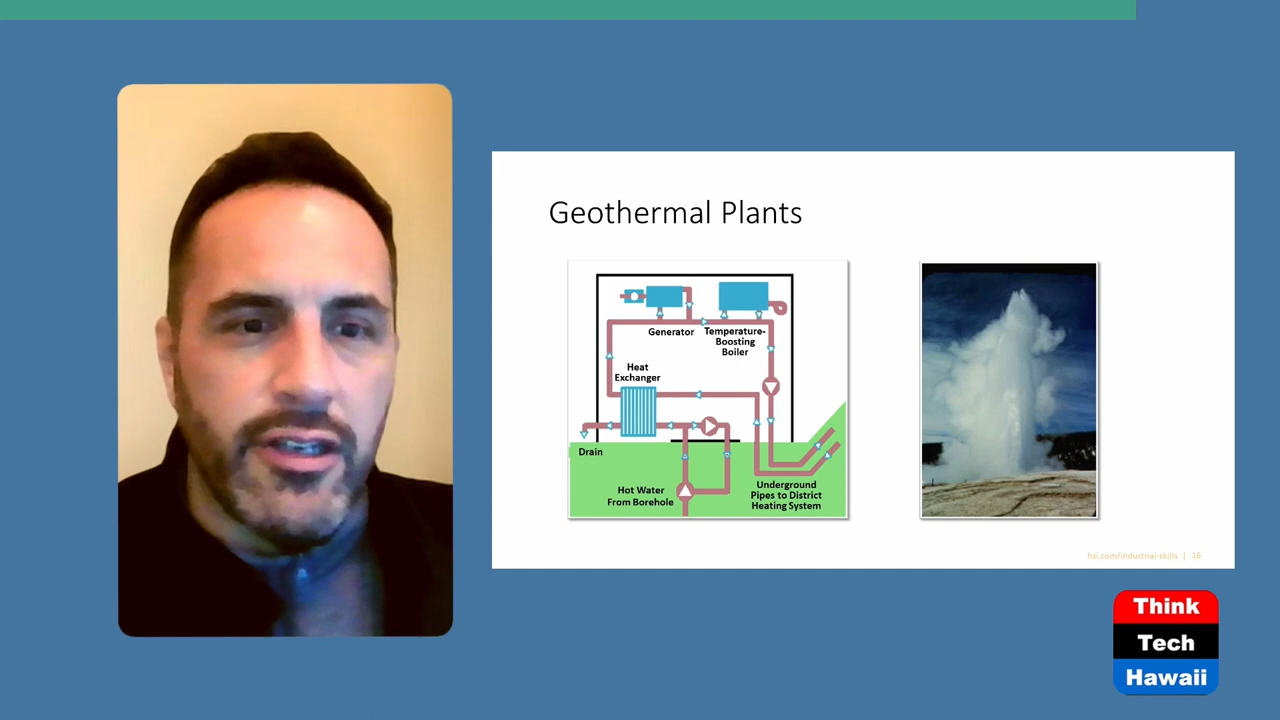 Geothermal Plants
Generator
Temperature-
Boosting
Boiler
Heat
Exchanger
Drain
Hot Water
From Borehole
Underground
Pipes to District
Heating System
hsi.com/industrial-skills | 16
Think
Tech
Hawaii